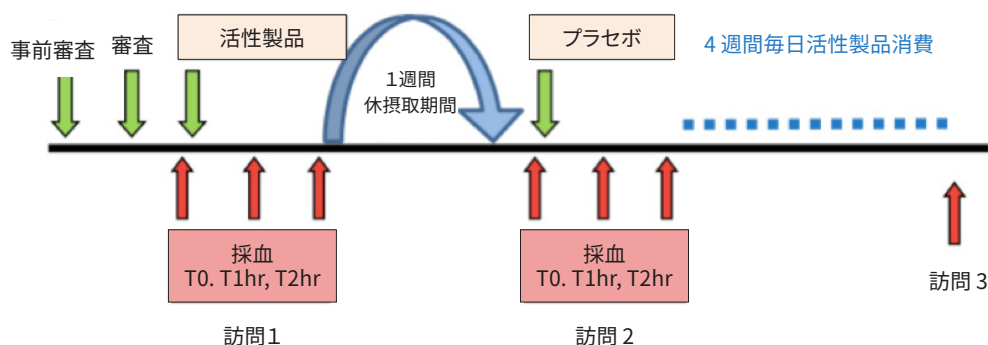 事前審査
審査
活性製品
1週間
休摂取期間
プラセボ
4 週間毎日活性製品消費
採血
T0. T1hr, T2hr
訪問1
採血
T0. T1hr, T2hr
訪問 2
訪問 3